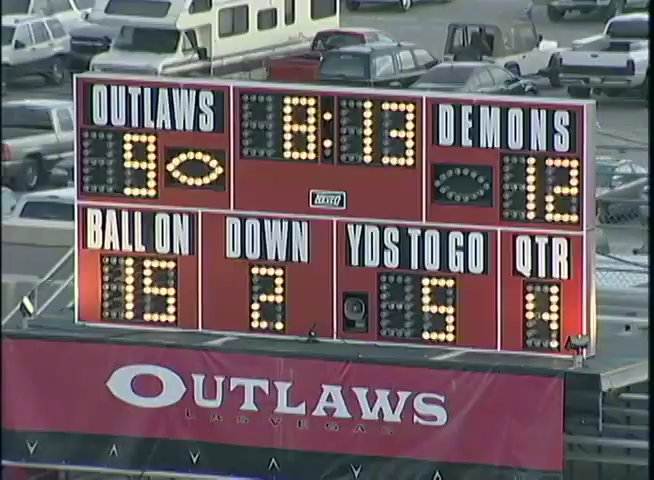 OUTLAWS 8:13 DEMONS
9 12
BALL ON DOWN YDS TO GO QTR
15 2 5 4
OUTLAWS
LAS VEGAS